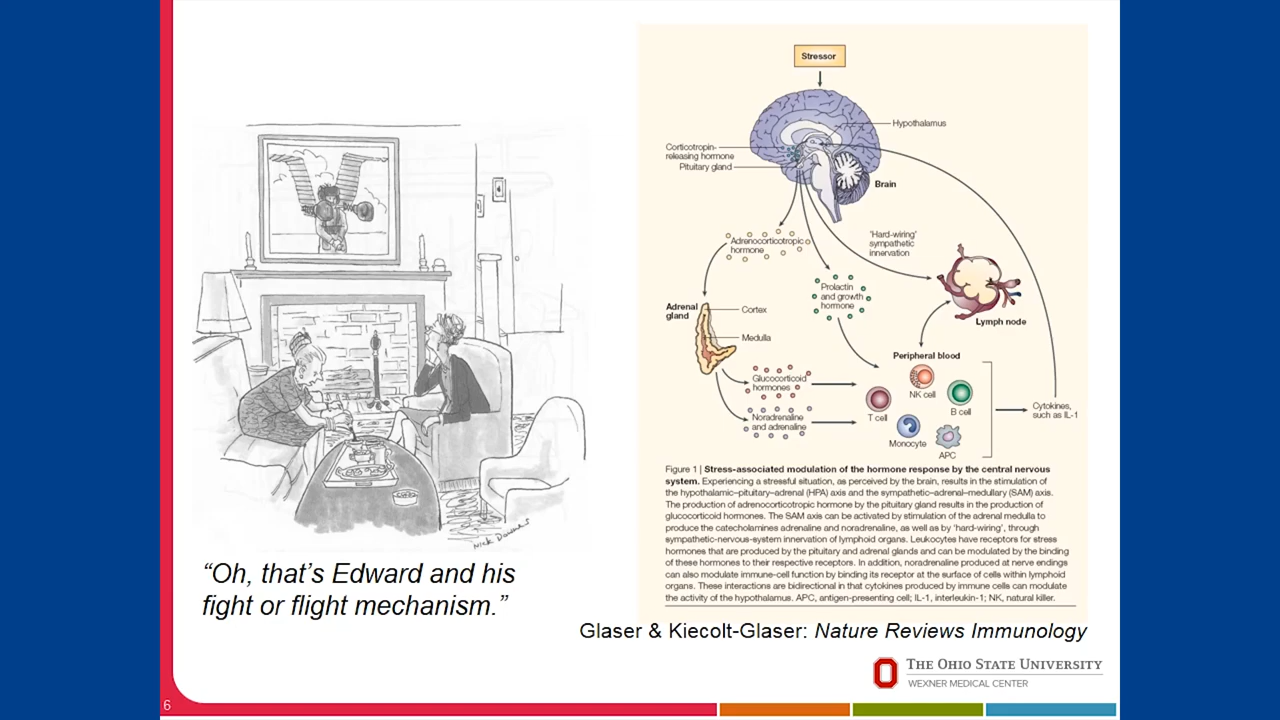 Nick Downes
“Oh, that’s Edward and his
fight or flight mechanism.”
Stressor
Hypothalamus
Corticotropin-
releasing hormone
Pituitary gland
Brain
Adrenocorticotropic
hormone
'Hard-wiring'
sympathetic
innervation
Prolactin
and growth
hormone
Adrenal
gland
Cortex
Medulla
Lymph node
Peripheral blood
Glucocorticoid
hormones
Noradrenaline
and adrenaline
NK cell
T cell
B cell
Monocyte
APC
Cytokines,
such as IL-1
Figure 1 | Stress-associated modulation of the hormone response by the central nervous
system. Experiencing a stressful situation, as perceived by the brain, results in the stimulation of
the hypothalamic–pituitary–adrenal (HPA) axis and the sympathetic–adrenal–medullary (SAM) axis.
The production of adrenocorticotropic hormone by the pituitary gland results in the production of
glucocorticoid hormones. The SAM axis can be activated by stimulation of the adrenal medulla to
produce the catecholamines adrenaline and noradrenaline, as well as by 'hard-wiring', through
sympathetic-nervous-system innervation of lymphoid organs. Leukocytes have receptors for stress
hormones that are produced by the pituitary and adrenal glands and can be modulated by the binding
of these hormones to their respective receptors. In addition, noradrenaline produced at nerve endings
can also modulate immune-cell function by binding its receptor at the surface of cells within lymphoid
organs. These interactions are bidirectional in that cytokines produced by immune cells can modulate
the activity of the hypothalamus. APC, antigen-presenting cell; IL-1, interleukin-1; NK, natural killer.
Glaser & Kiecolt-Glaser: Nature Reviews Immunology
THE OHIO STATE UNIVERSITY
WEXNER MEDICAL CENTER
6